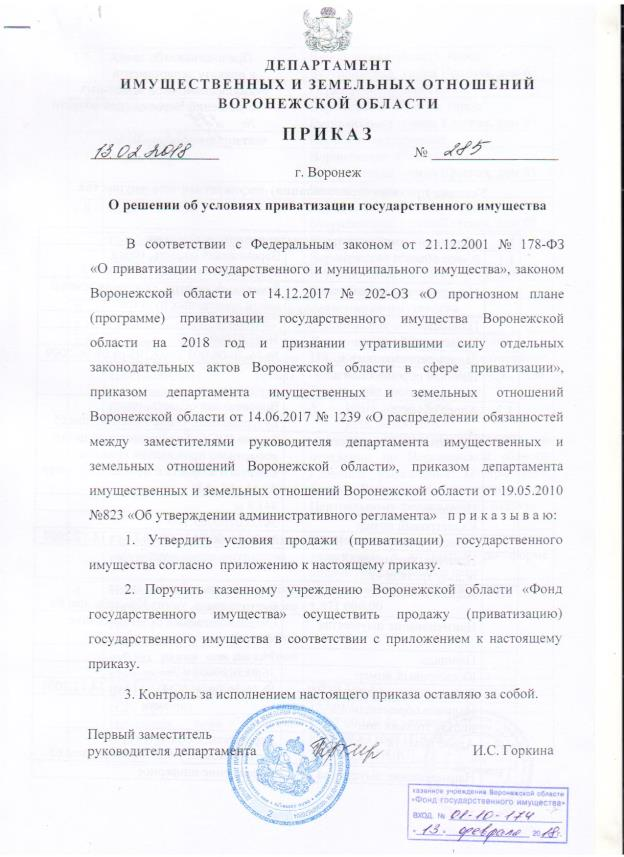 ДЕПАРТАМЕНТ
ИМУЩЕСТВЕННЫХ И ЗЕМЕЛЬНЫХ ОТНОШЕНИЙ
ВОРОНЕЖСКОЙ ОБЛАСТИ
ПРИКАЗ
13.02.2018 № 285
г. Воронеж
О решении об условиях приватизации государственного имущества
В соответствии с Федеральным законом от 21.12.2001 № 178-ФЗ
«О приватизации государственного и муниципального имущества», законом
Воронежской области от 14.12.2017 № 202-ОЗ «О прогнозном плане
(программе) приватизации государственного имущества Воронежской
области на 2018 год и признании утратившими силу отдельных
законодательных актов Воронежской области в сфере приватизации»,
приказом департамента имущественных и земельных отношений
Воронежской области от 14.06.2017 № 1239 «О распределении обязанностей
между заместителями руководителя департамента имущественных и
земельных отношений Воронежской области», приказом департамента
имущественных и земельных отношений Воронежской области от 19.05.2010
№823 «Об утверждении административного регламента» п р и к а з ы в а ю:
1. Утвердить условия продажи (приватизации) государственного
имущества согласно приложению к настоящему приказу.
2. Поручить казенному учреждению Воронежской области «Фонд
государственного имущества» осуществить продажу (приватизацию)
государственного имущества в соответствии с приложением к настоящему
приказу.
3. Контроль за исполнением настоящего приказа оставляю за собой.
Первый заместитель
руководителя департамента И.С. Горкина
казенное учреждение Воронежской области
«Фонд государственного имущества»
ВХОД. № 01-10-174
«13» февраля 2018г.